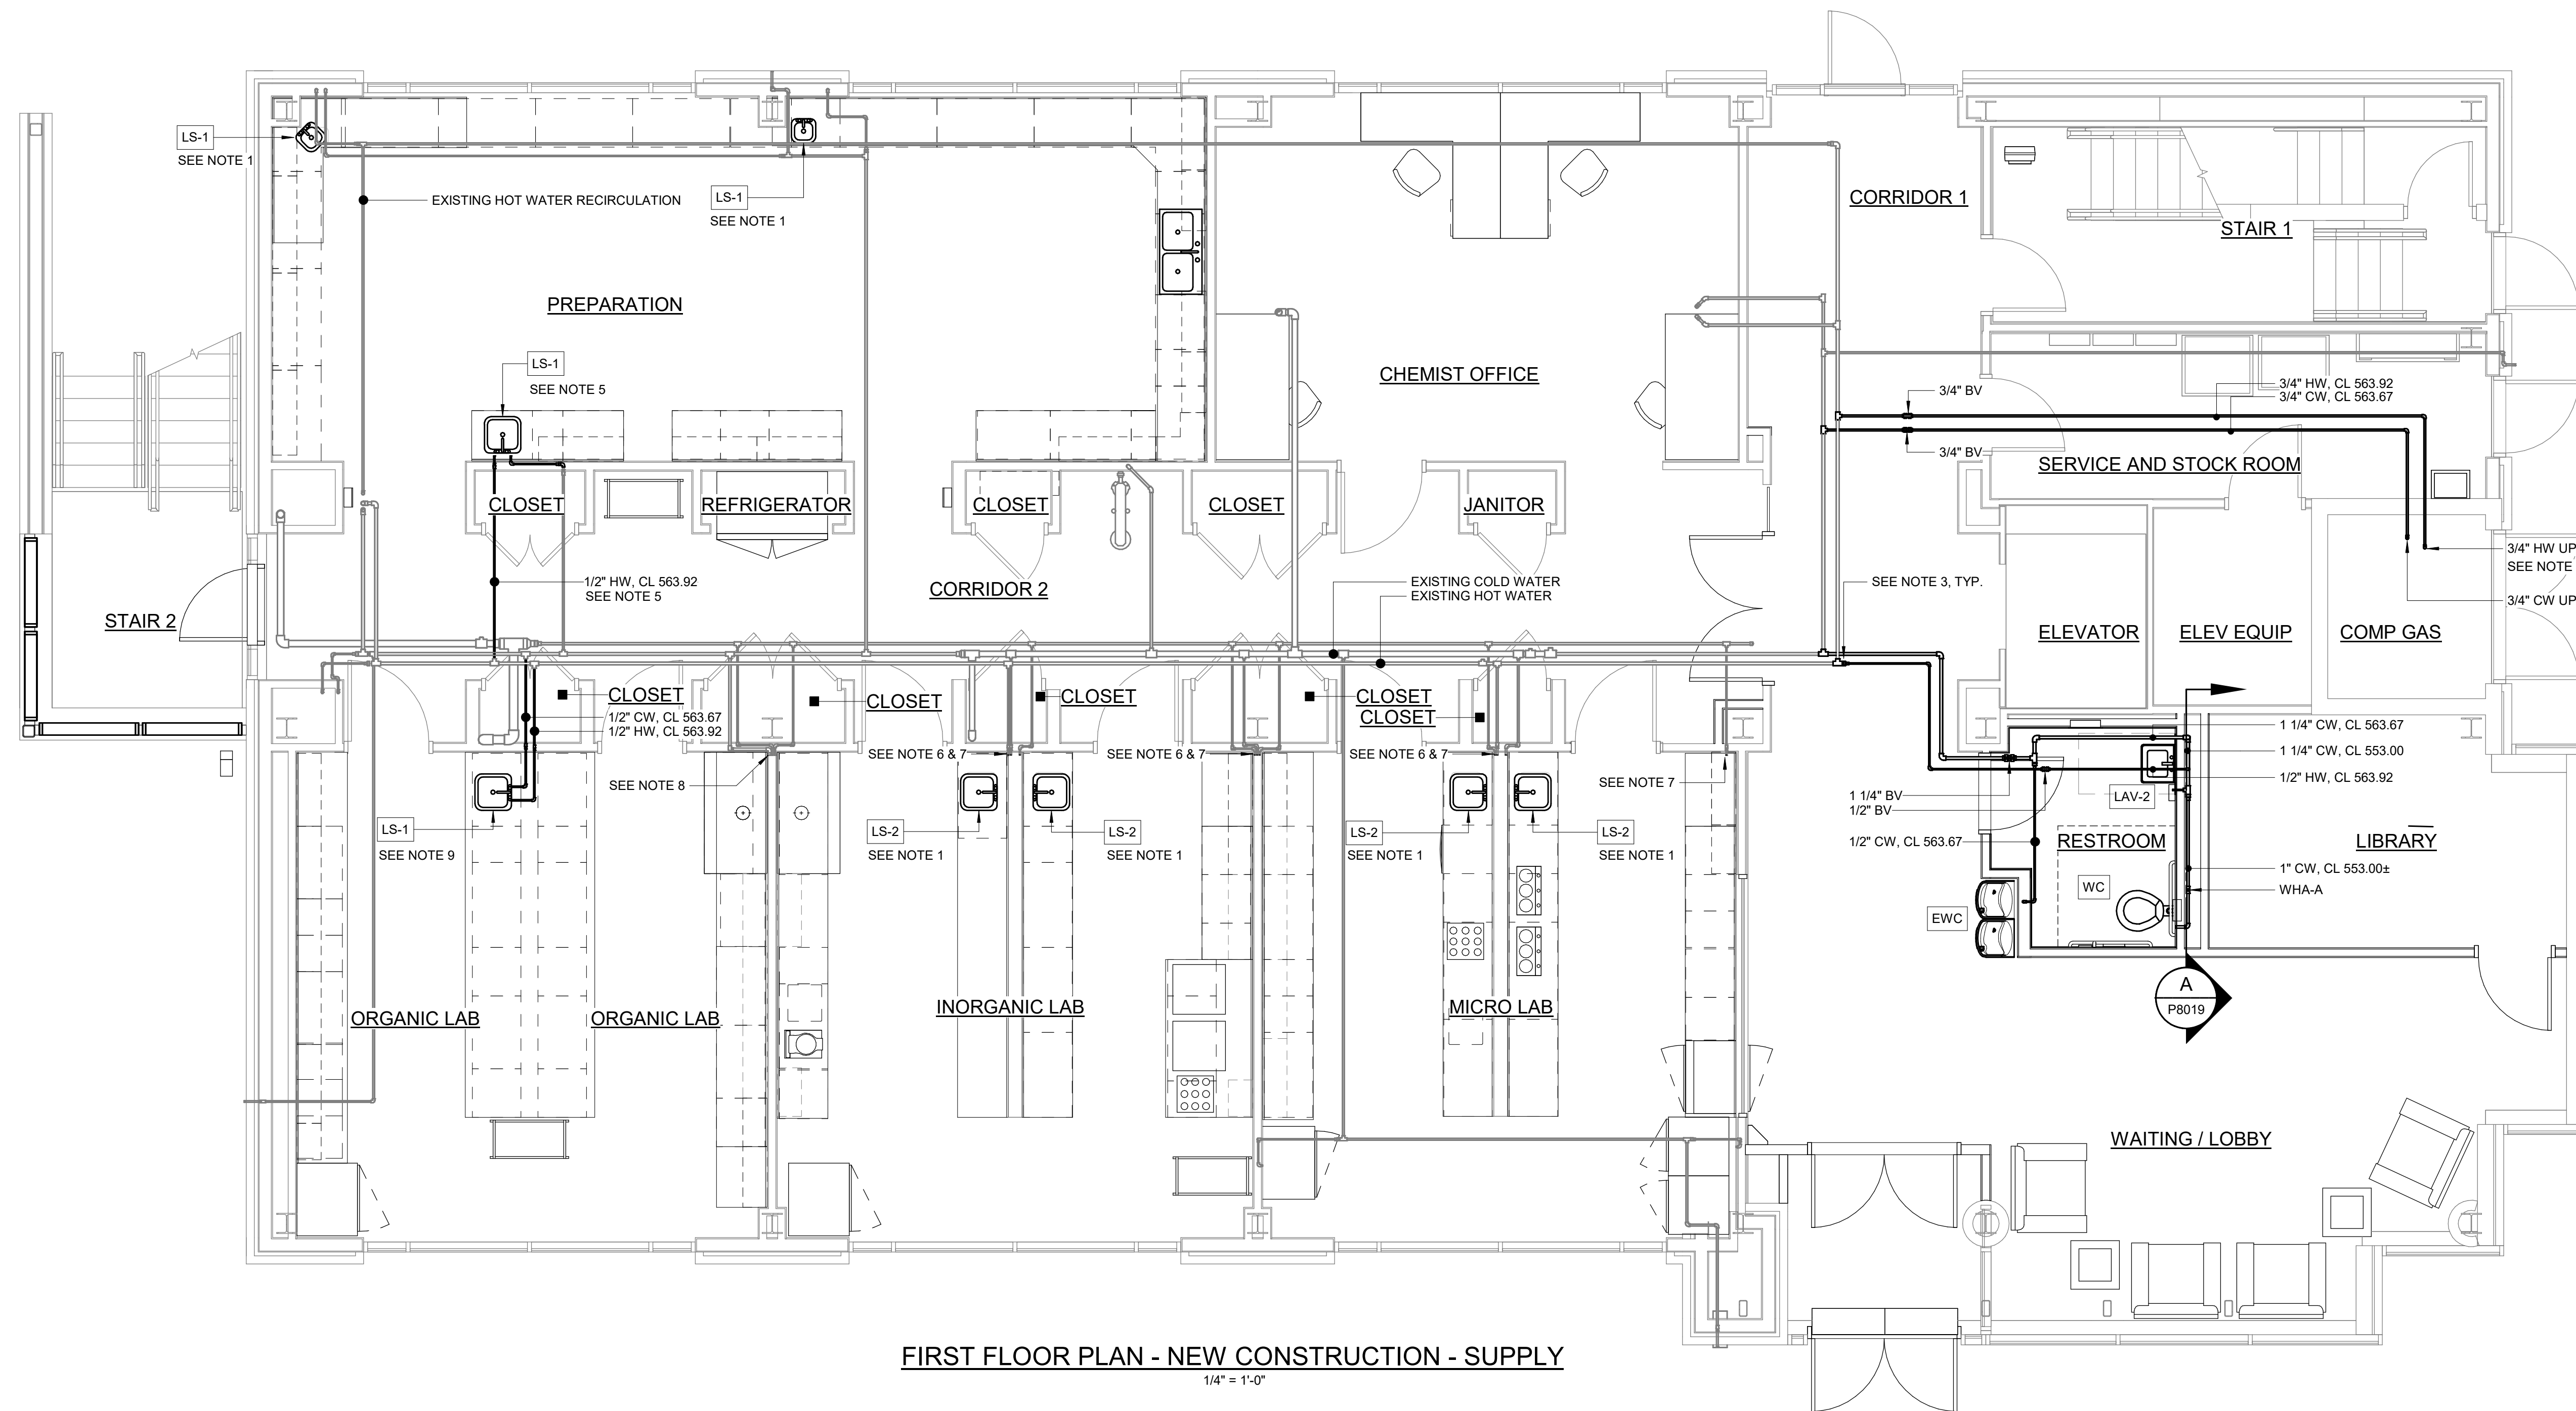 LS-1
SEE NOTE 1
EXISTING HOT WATER RECIRCULATION
LS-1
SEE NOTE 1
CORRIDOR 1
STAIR 1
PREPARATION
LS-1
SEE NOTE 5
CHEMIST OFFICE
3/4" BV
3/4" HW, CL 563.92
3/4" CW, CL 563.67
3/4" BV
SERVICE AND STOCK ROOM
CLOSET
REFRIGERATOR
CLOSET
CLOSET
JANITOR
3/4" HW UP
SEE NOTE
3/4" CW UP
1/2" HW, CL 563.92
SEE NOTE 5
CORRIDOR 2
EXISTING COLD WATER
EXISTING HOT WATER
SEE NOTE 3, TYP.
STAIR 2
ELEVATOR
ELEV EQUIP
COMP GAS
CLOSET
1/2" CW, CL 563.67
1/2" HW, CL 563.92
CLOSET
CLOSET
CLOSET
CLOSET
SEE NOTE 6 & 7
SEE NOTE 6 & 7
SEE NOTE 6 & 7
SEE NOTE 8
SEE NOTE 7
1 1/4" CW, CL 563.67
1 1/4" CW, CL 553.00
1/2" HW, CL 563.92
1 1/4" BV
1/2" BV
LAV-2
LS-1
SEE NOTE 9
LS-2
SEE NOTE 1
LS-2
SEE NOTE 1
LS-2
SEE NOTE 1
LS-2
SEE NOTE 1
1/2" CW, CL 563.67
RESTROOM
LIBRARY
1" CW, CL 553.00±
WHA-A
WC
EWC
A
P8019
ORGANIC LAB
ORGANIC LAB
INORGANIC LAB
MICRO LAB
WAITING / LOBBY
FIRST FLOOR PLAN - NEW CONSTRUCTION - SUPPLY
1/4" = 1'-0"